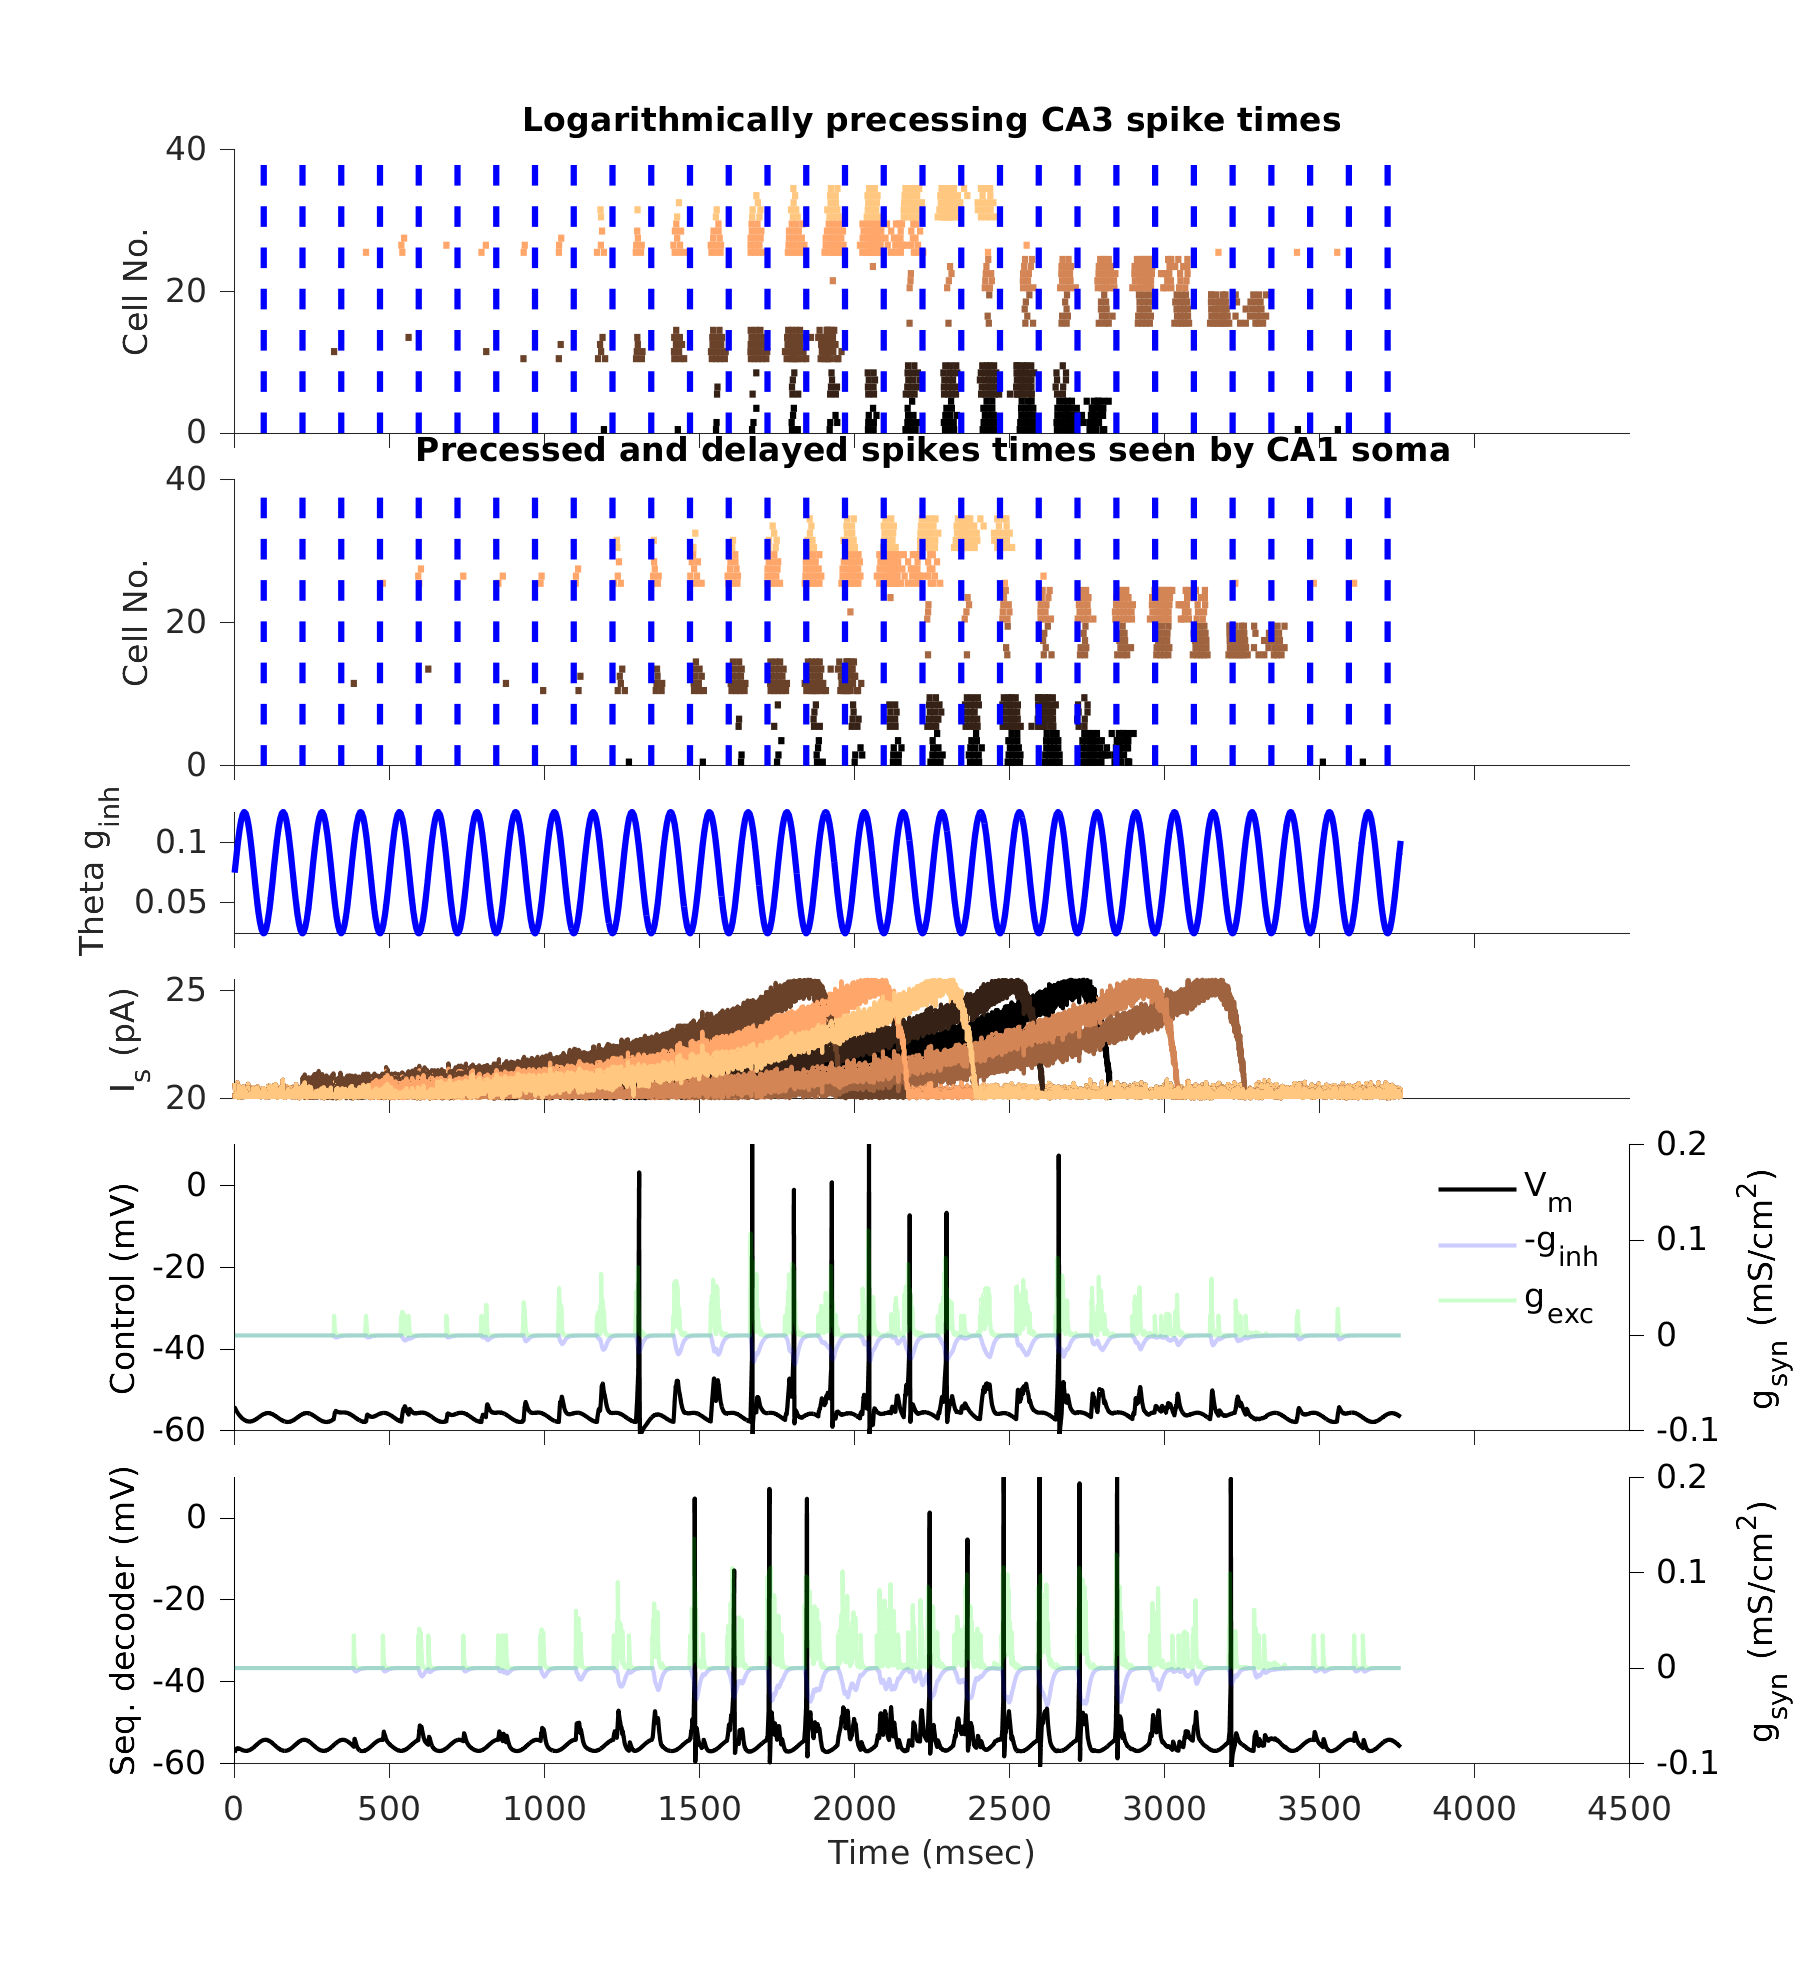 Logarithmically precessing CA3 spike times
40
20
0
Cell No.
Precessed and delayed spikes times seen by CA1 soma
40
20
0
Cell No.
0.1
0.05
Theta g_inh
25
20
I_s (pA)
0
-20
-40
-60
Control (mV)
V_m
-g_inh
g_exc
0.2
0.1
0
-0.1
g_syn (mS/cm^2)
0
-20
-40
-60
Seq. decoder (mV)
0.2
0.1
0
-0.1
g_syn (mS/cm^2)
0 500 1000 1500 2000 2500 3000 3500 4000 4500
Time (msec)